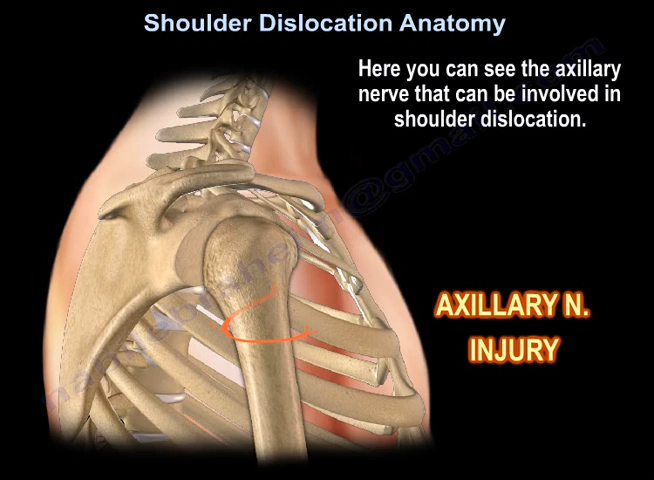 Shoulder Dislocation Anatomy
Here you can see the axillary
nerve that can be involved in
shoulder dislocation.
AXILLARY N.
INJURY